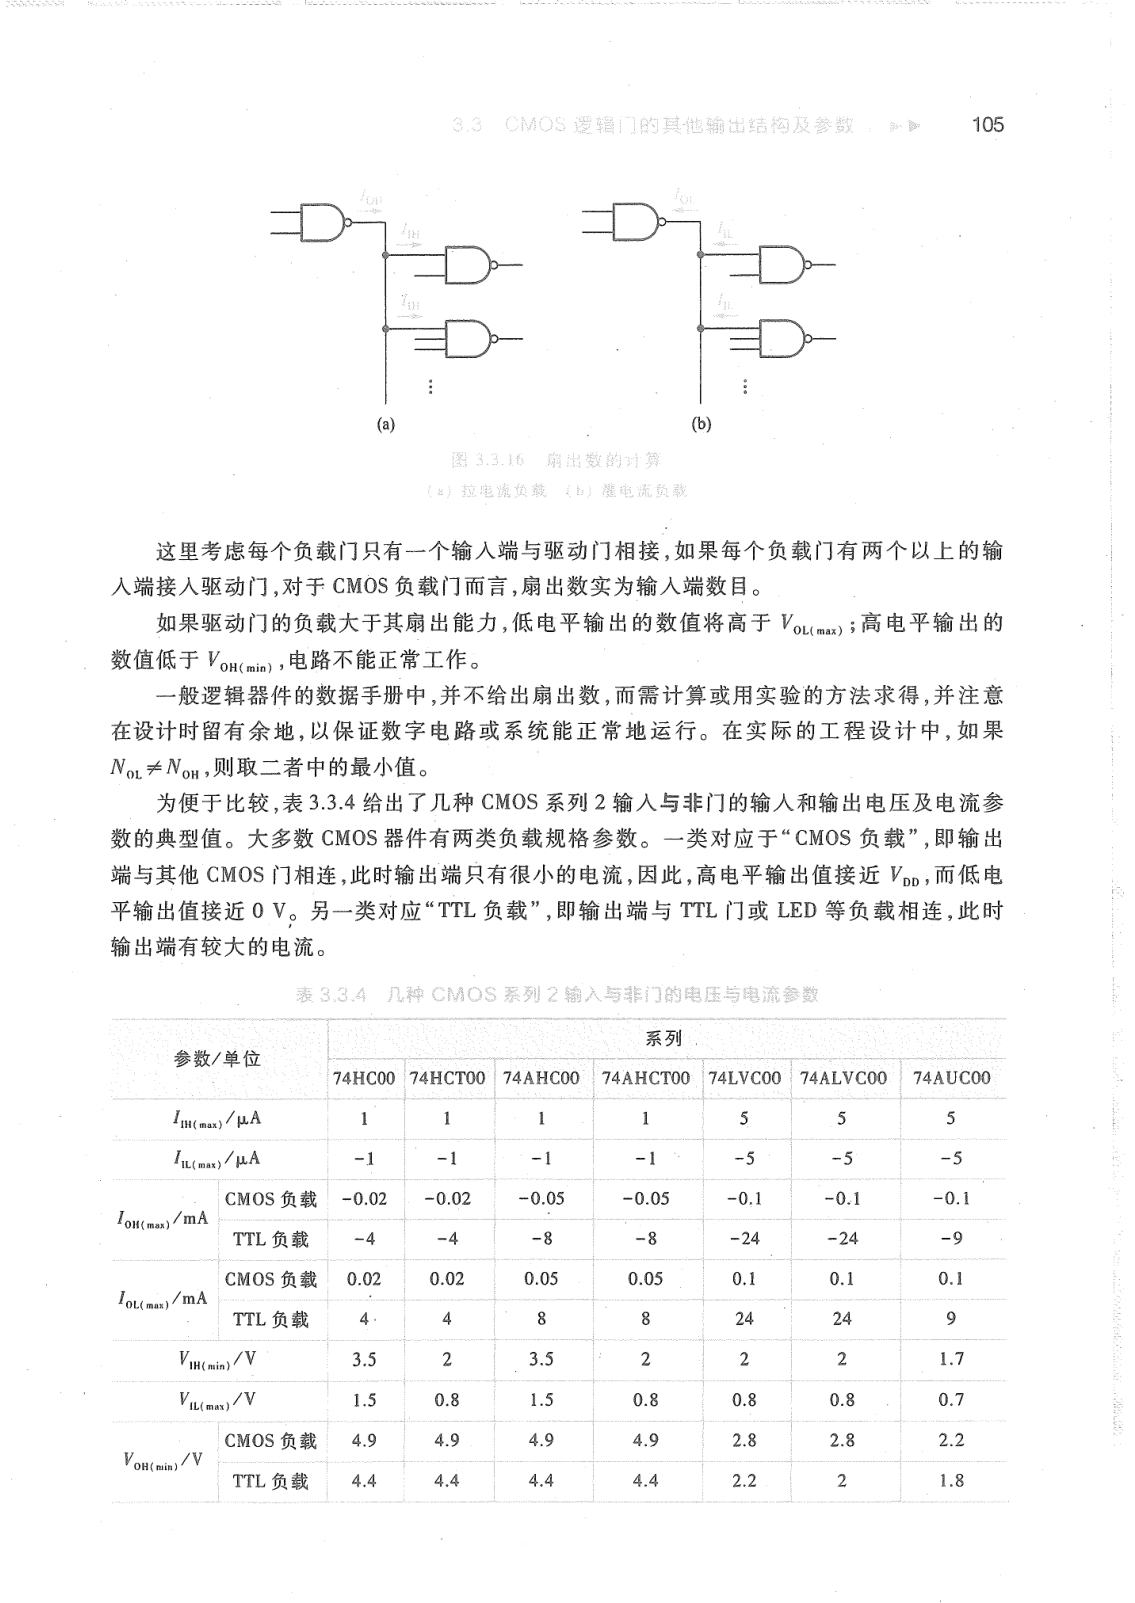 3.3 CMOS 逻辑门的其他输出结构及参数 105
I_OH
I_IH
I_IH
⋮
(a)
I_OL
I_IL
I_IL
⋮
(b)
图 3.3.16 扇出数的计算
(a) 拉电流负载 (b) 灌电流负载
这里考虑每个负载门只有一个输入端与驱动门相接,如果每个负载门有两个以上的输
入端接入驱动门,对于 CMOS 负载门而言,扇出数实为输入端数目。
如果驱动门的负载大于其扇出能力,低电平输出的数值将高于 V_OL(max);高电平输出的
数值低于 V_OH(min),电路不能正常工作。
一般逻辑器件的数据手册中,并不给出扇出数,而需计算或用实验的方法求得,并注意
在设计时留有余地,以保证数字电路或系统能正常地运行。在实际的工程设计中,如果
N_OL≠N_OH,则取二者中的最小值。
为便于比较,表 3.3.4 给出了几种 CMOS 系列 2 输入与非门的输入和输出电压及电流参
数的典型值。大多数 CMOS 器件有两类负载规格参数。一类对应于“CMOS 负载”,即输出
端与其他 CMOS 门相连,此时输出端只有很小的电流,因此,高电平输出值接近 V_DD,而低电
平输出值接近 0 V。另一类对应“TTL 负载”,即输出端与 TTL 门或 LED 等负载相连,此时
输出端有较大的电流。
表 3.3.4 几种 CMOS 系列 2 输入与非门的电压与电流参数
参数/单位 系列
74HC00 74HCT00 74AHC00 74AHCT00 74LVC00 74ALVC00 74AUC00
I_IH(max)/μA 1 1 1 1 5 5 5
I_IL(max)/μA -1 -1 -1 -1 -5 -5 -5
I_OH(max)/mA CMOS 负载 -0.02 -0.02 -0.05 -0.05 -0.1 -0.1 -0.1
TTL 负载 -4 -4 -8 -8 -24 -24 -9
I_OL(max)/mA CMOS 负载 0.02 0.02 0.05 0.05 0.1 0.1 0.1
TTL 负载 4 4 8 8 24 24 9
V_IH(min)/V 3.5 2 3.5 2 2 2 1.7
V_IL(max)/V 1.5 0.8 1.5 0.8 0.8 0.8 0.7
V_OH(min)/V CMOS 负载 4.9 4.9 4.9 4.9 2.8 2.8 2.2
TTL 负载 4.4 4.4 4.4 4.4 2.2 2 1.8